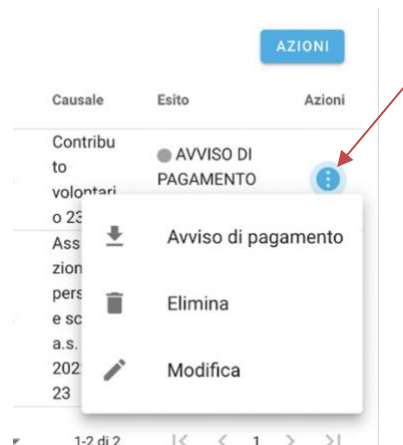 AZIONI
Causale Esito Azioni
Contribu
to
volontari
o 23
AVVISO DI
PAGAMENTO
Ass
zion
pers
e sc
a.s.
202
23
Avviso di pagamento
Elimina
Modifica
1-2 di 2 |< < 1 > >|